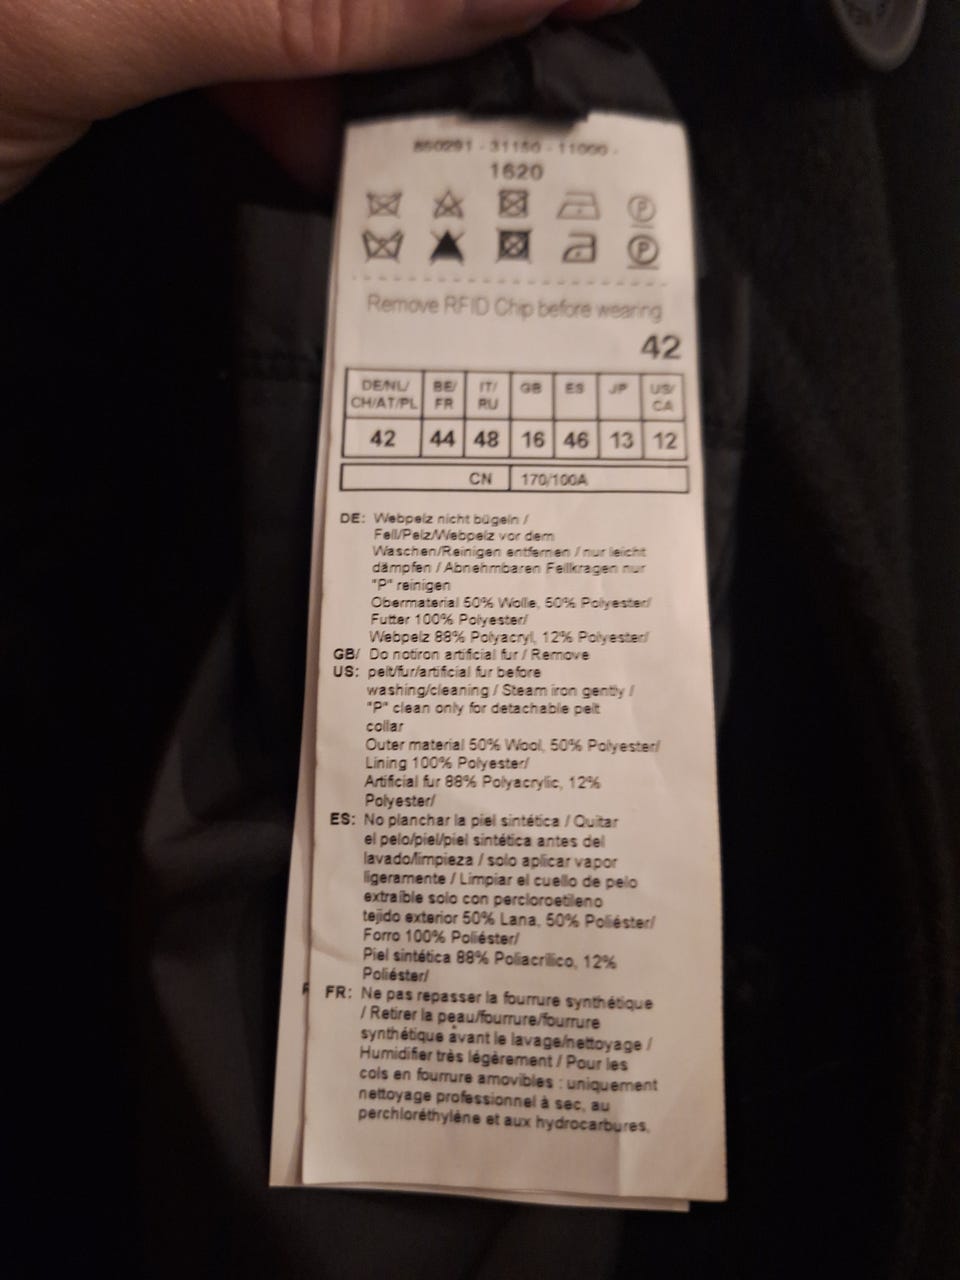 860291 - 31150 - 11000 -
1620
P
P
Remove RFID Chip before wearing
42
DE/NL/ CH/AT/PL BE/ FR IT/ RU GB ES JP US/ CA
42 44 48 16 46 13 12
CN 170/100A
DE: Webpelz nicht bügeln /
Fell/Pelz/Webpelz vor dem
Waschen/Reinigen entfernen / nur leicht
dämpfen / Abnehmbaren Fellkragen nur
"P" reinigen
Obermaterial 50% Wolle, 50% Polyester/
Futter 100% Polyester/
Webpelz 88% Polyacryl, 12% Polyester/
GB/ Do notiron artificial fur / Remove
US: pelt/fur/artificial fur before
washing/cleaning / Steam iron gently /
"P" clean only for detachable pelt
collar
Outer material 50% Wool, 50% Polyester/
Lining 100% Polyester/
Artificial fur 88% Polyacrylic, 12%
Polyester/
ES: No planchar la piel sintética / Quitar
el pelo/piel/piel sintética antes del
lavado/limpieza / solo aplicar vapor
ligeramente / Limpiar el cuello de pelo
extraíble solo con percloroetileno
tejido exterior 50% Lana, 50% Poliéster/
Forro 100% Poliéster/
Piel sintética 88% Poliacrílico, 12%
Poliéster/
FR: Ne pas repasser la fourrure synthétique
/ Retirer la peau/fourrure/fourrure
synthétique avant le lavage/nettoyage /
Humidifier très légèrement / Pour les
cols en fourrure amovibles : uniquement
nettoyage professionnel à sec, au
perchloréthylène et aux hydrocarbures.